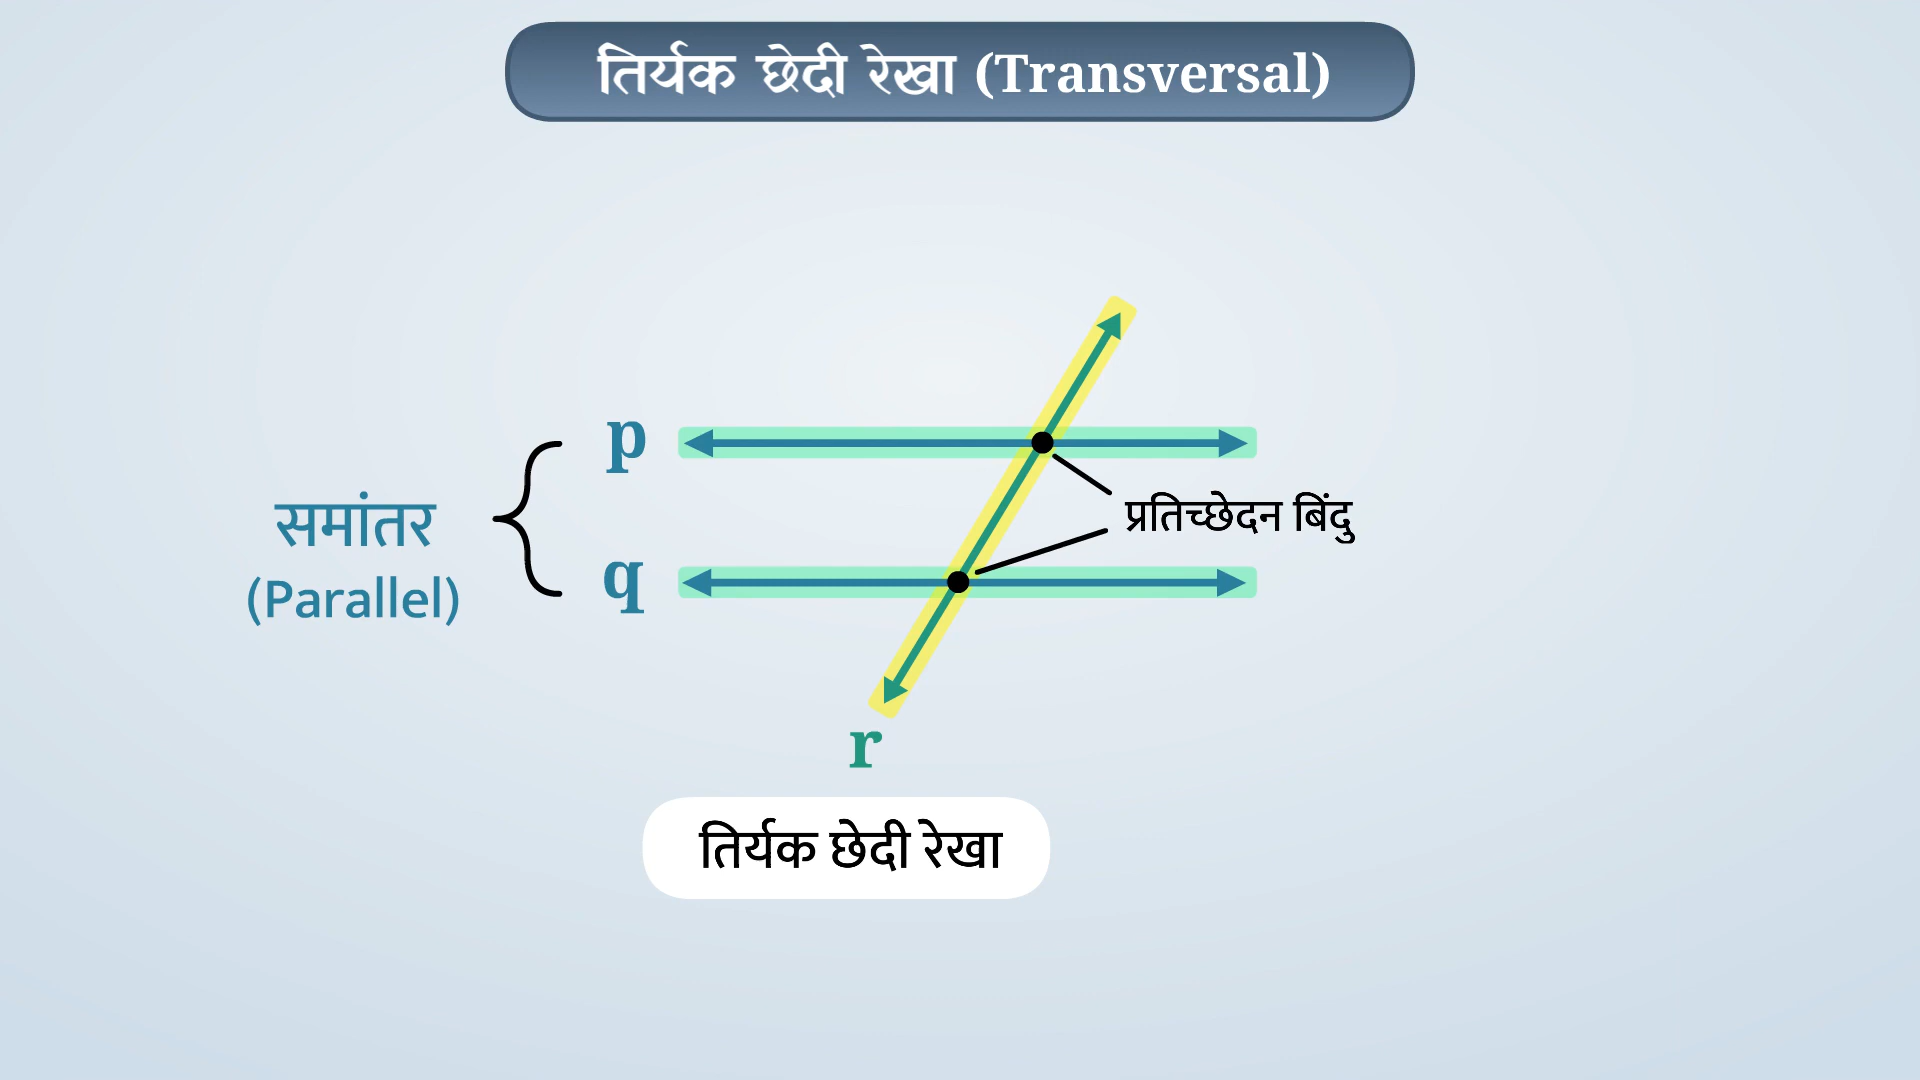 तिर्यक छेदी रेखा (Transversal)
p
समांतर
(Parallel)
q
प्रतिच्छेदन बिंदु
r
तिर्यक छेदी रेखा